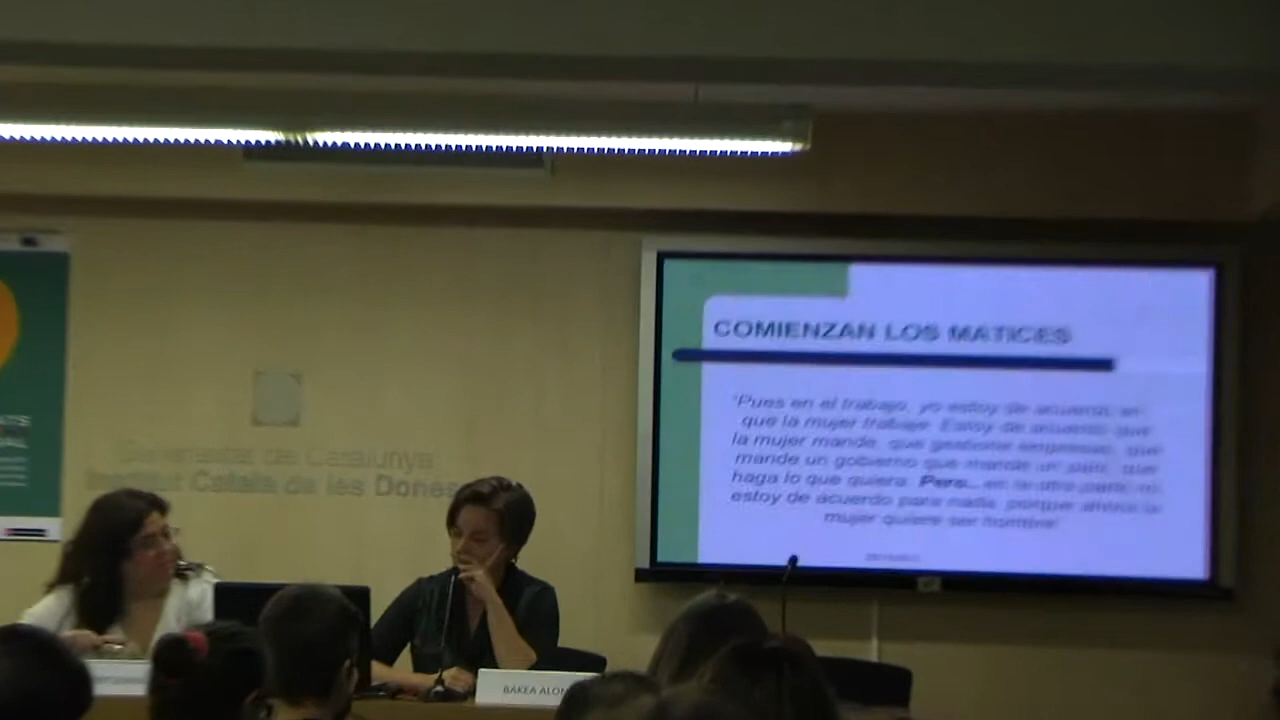 COMIENZAN LOS MATICES
"Pues en el trabajo, yo estoy de acuerdo en
que la mujer trabaje. Estoy de acuerdo que
la mujer mande, que gestione empresas, que
mande un gobierno que mande un país, que
haga lo que quiera. Pero... en la otra parte no
estoy de acuerdo para nada, porque ahora la
mujer quiere ser hombre"
Generalitat de Catalunya
Institut Català de les Dones
BAKEA ALON